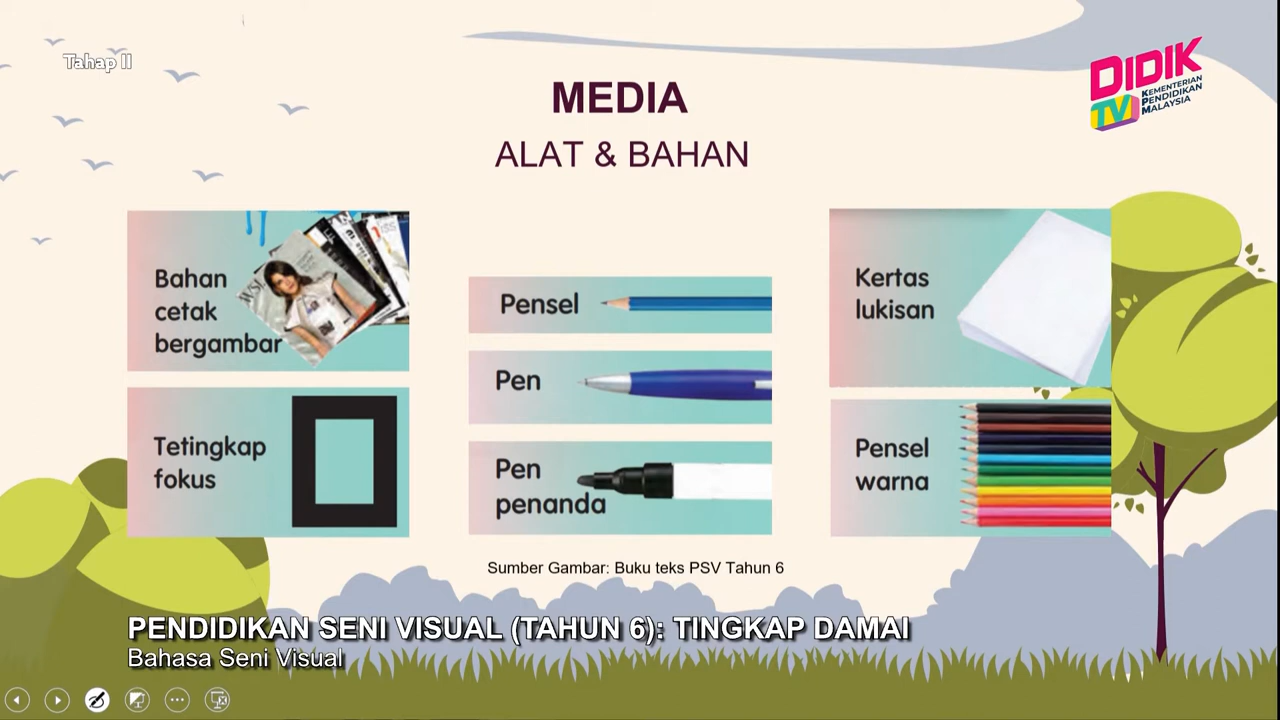 Tahap II
DIDIK
TV
KEMENTERIAN
PENDIDIKAN
MALAYSIA
MEDIA
ALAT & BAHAN
Bahan
cetak
bergambar
Tetingkap
fokus
Pensel
Pen
Pen
penanda
Kertas
lukisan
Pensel
warna
Sumber Gambar: Buku teks PSV Tahun 6
PENDIDIKAN SENI VISUAL (TAHUN 6): TINGKAP DAMAI
Bahasa Seni Visual